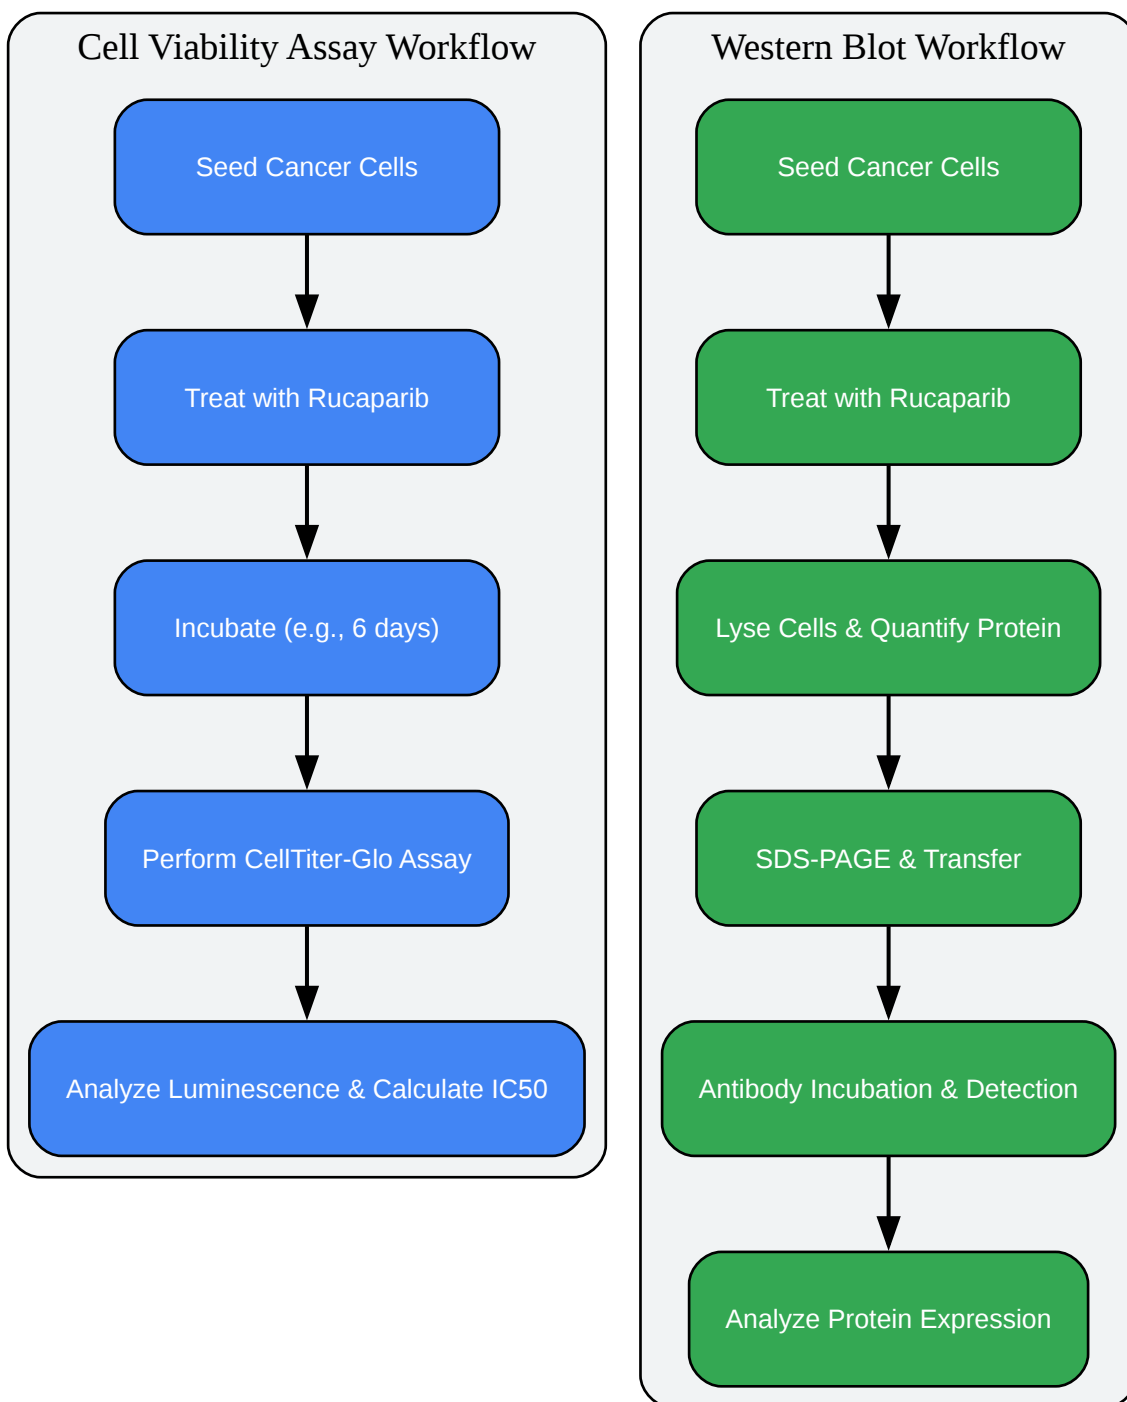 Cell Viability Assay Workflow
Seed Cancer Cells
Treat with Rucaparib
Incubate (e.g., 6 days)
Perform CellTiter-Glo Assay
Analyze Luminescence & Calculate IC50
Western Blot Workflow
Seed Cancer Cells
Treat with Rucaparib
Lyse Cells & Quantify Protein
SDS-PAGE & Transfer
Antibody Incubation & Detection
Analyze Protein Expression